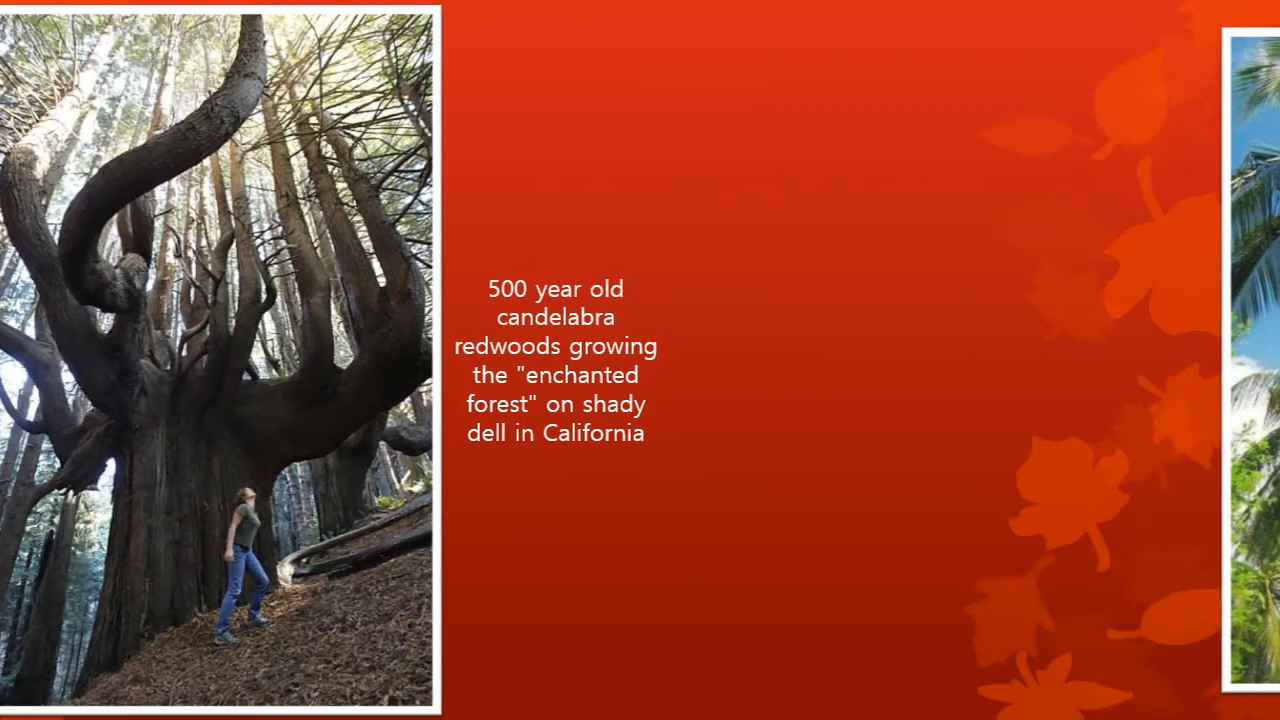 500 year old
candelabra
redwoods growing
the "enchanted
forest" on shady
dell in California